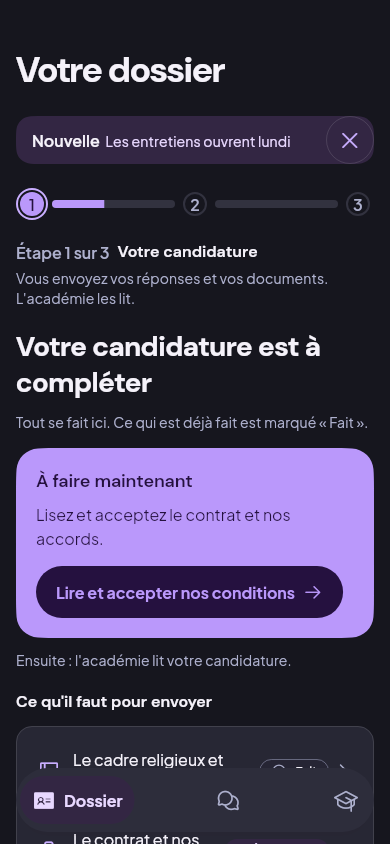 Votre dossier
Nouvelle Les entretiens ouvrent lundi
1 2 3
Étape 1 sur 3 Votre candidature
Vous envoyez vos réponses et vos documents.
L'académie les lit.
Votre candidature est à
compléter
Tout se fait ici. Ce qui est déjà fait est marqué « Fait ».
À faire maintenant
Lisez et acceptez le contrat et nos
accords.
Lire et accepter nos conditions
Ensuite : l'académie lit votre candidature.
Ce qu'il faut pour envoyer
Le cadre religieux et
Dossier
Le contrat et nos